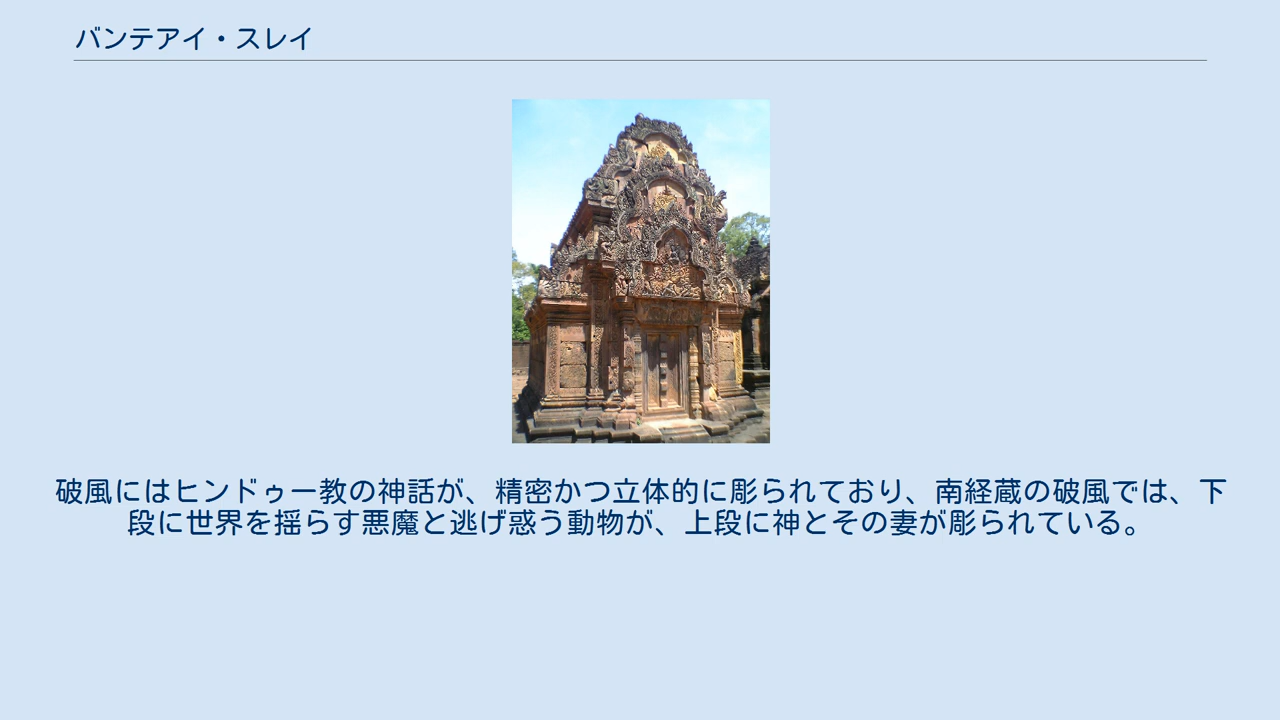 バンテアイ・スレイ
破風にはヒンドゥー教の神話が、精密かつ立体的に彫られており、南経蔵の破風では、下
段に世界を揺らす悪魔と逃げ惑う動物が、上段に神とその妻が彫られている。